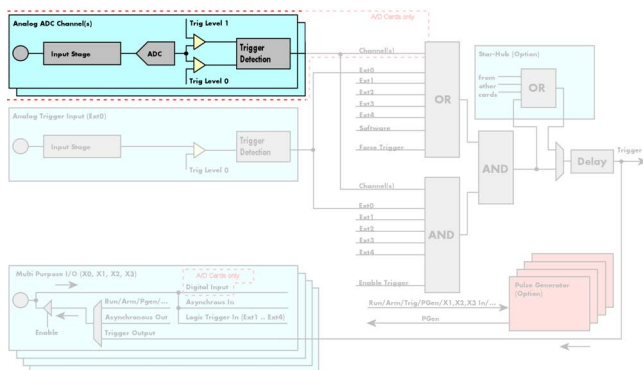 Analog ADC Channel(s)
Trig Level 1
A/D Cards only
Input Stage
ADC
Trigger
Detection
Trig Level 0
Channel(s)
Ext0
Ext1
Ext2
Ext3
Ext4
Software
Force Trigger
OR
Star-Hub (Option)
from
other
cards
OR
Analog Trigger Input (Ext0)
Input Stage
Trigger
Detection
Trig Level 0
AND
Delay
Trigger
Channel(s)
Ext0
Ext1
Ext2
Ext3
Ext4
Enable Trigger
AND
Multi Purpose I/O (X0, X1, X2, X3)
A/D Cards only
Digital Input
Run/Arm/Pgen/...
Asynchron In
Asynchronous Out
Logic Trigger In (Ext1 .. Ext4)
Enable
Trigger Output
Run/Arm/Trig/PGen/X1,X2,X3 In/...
PGen
Pulse Generator
(Option)